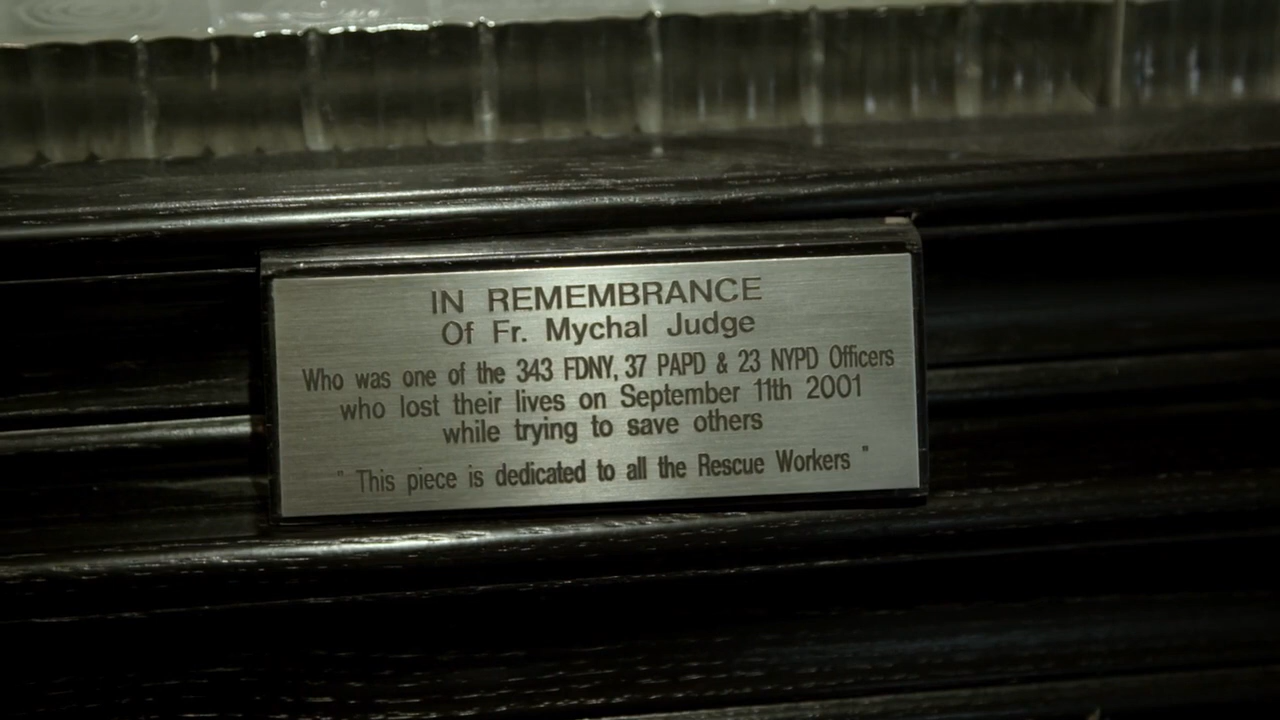 IN REMEMBRANCE
Of Fr. Mychal Judge
Who was one of the 343 FDNY, 37 PAPD & 23 NYPD Officers
who lost their lives on September 11th 2001
while trying to save others
" This piece is dedicated to all the Rescue Workers "